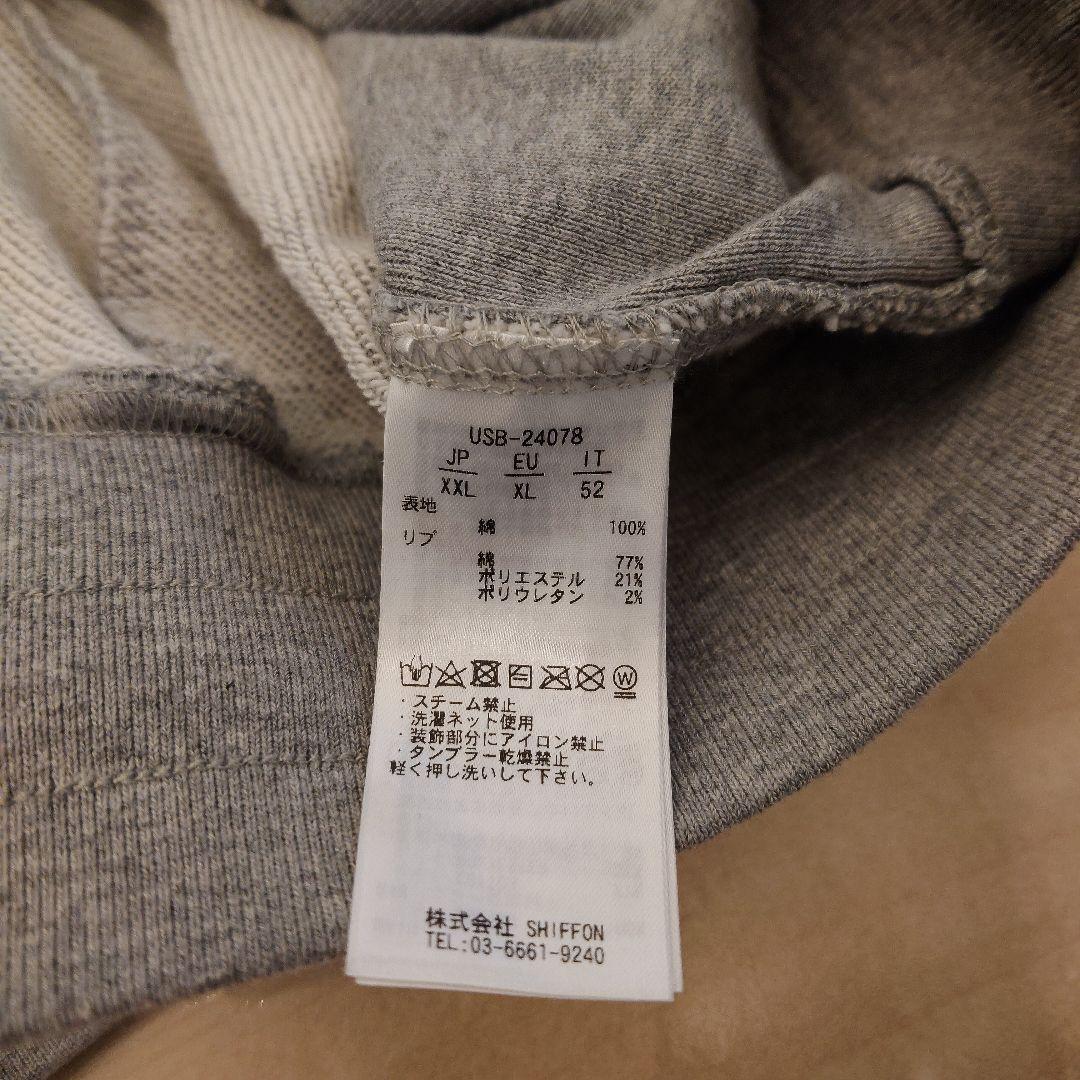 USB-24078
JP EU IT
XXL XL 52
表地
綿 100%
リブ
綿 77%
ポリエステル 21%
ポリウレタン 2%
W
・スチーム禁止
・洗濯ネット使用
・装飾部分にアイロン禁止
・タンブラー乾燥禁止
軽く押し洗いして下さい。
株式会社 SHIFFON
TEL:03-6661-9240